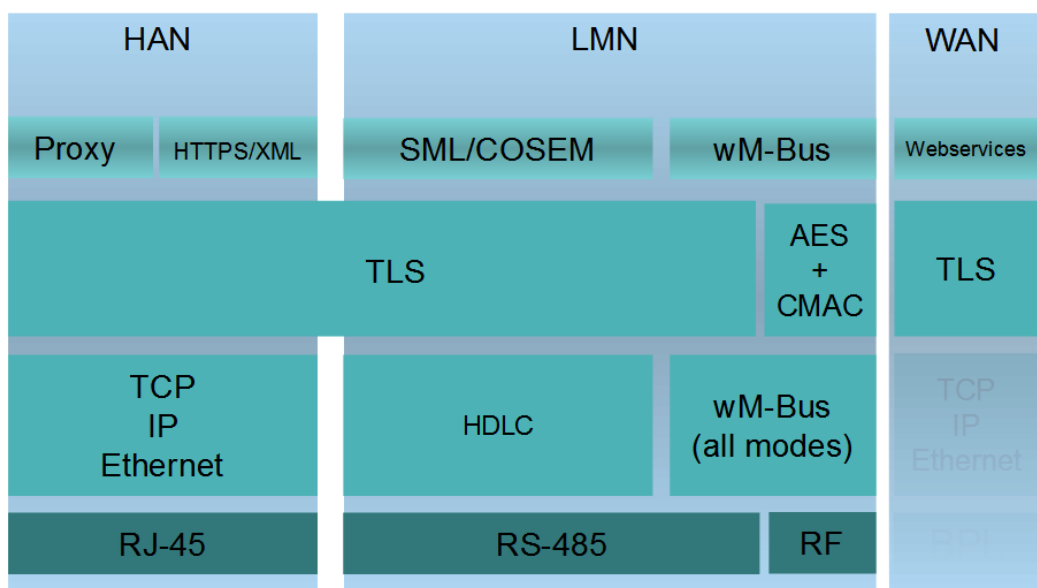 HAN
LMN
WAN
Proxy
HTTPS/XML
SML/COSEM
wM-Bus
Webservices
TLS
AES
+
CMAC
TLS
TCP
IP
Ethernet
HDLC
wM-Bus
(all modes)
TCP
IP
Ethernet
RJ-45
RS-485
RF